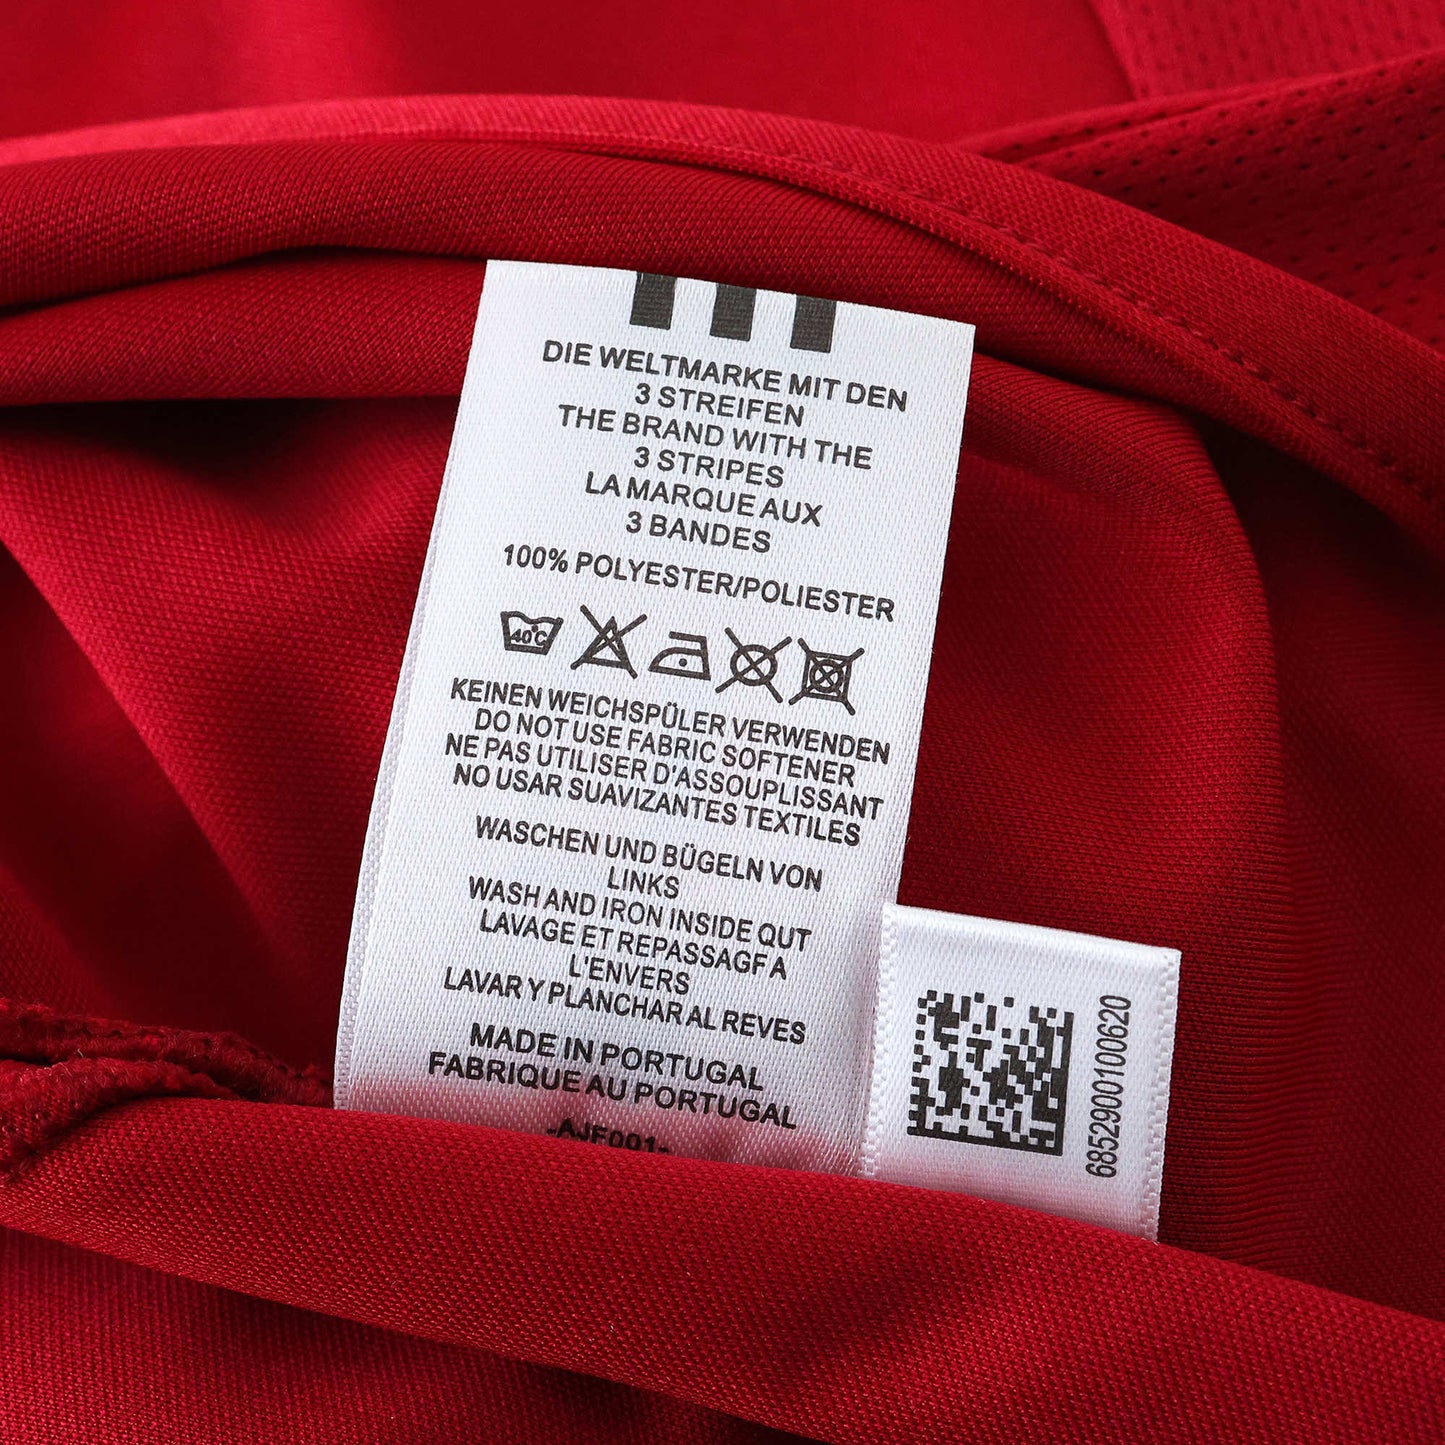 DIE WELTMARKE MIT DEN
3 STREIFEN
THE BRAND WITH THE
3 STRIPES
LA MARQUE AUX
3 BANDES
100% POLYESTER/POLIESTER
40°C
KEINEN WEICHSPÜLER VERWENDEN
DO NOT USE FABRIC SOFTENER
NE PAS UTILISER D'ASSOUPLISSANT
NO USAR SUAVIZANTES TEXTILES
WASCHEN UND BÜGELN VON
LINKS
WASH AND IRON INSIDE QUT
LAVAGE ET REPASSAGF A
L'ENVERS
LAVAR Y PLANCHAR AL REVES
MADE IN PORTUGAL
FABRIQUE AU PORTUGAL
-AJF001-
6852900100620